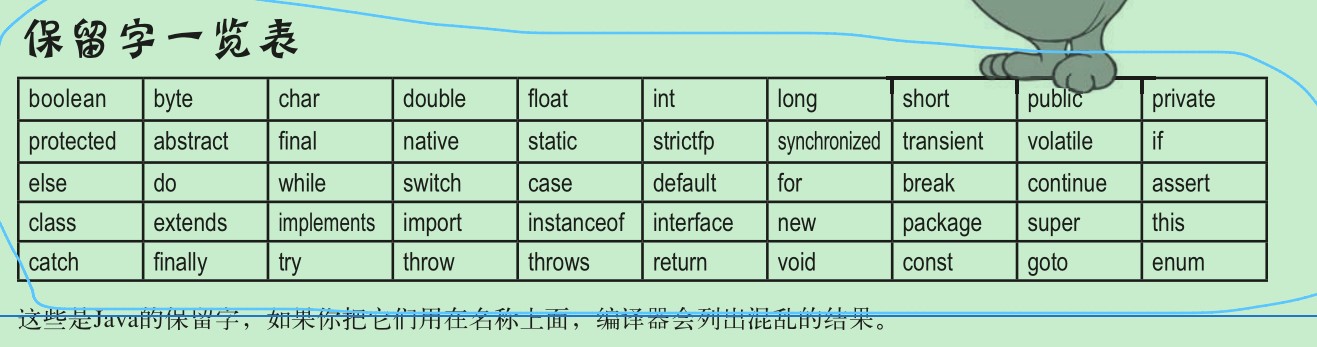 保留字一览表
boolean byte char double float int long short public private
protected abstract final native static strictfp synchronized transient volatile if
else do while switch case default for break continue assert
class extends implements import instanceof interface new package super this
catch finally try throw throws return void const goto enum
这些是Java的保留字，如果你把它们用在名称上面，编译器会列出混乱的结果。